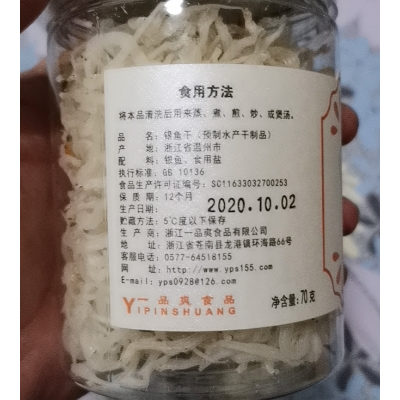 食用方法
将本品清洗后用来蒸、煮、煎、炒、或煲汤。
品名：银鱼干（预制水产干制品）
产地：浙江省温州市
配料：银鱼、食用盐
执行标准：GB 10136
食品生产许可证编号：SC11633032700253
保质期：12个月
生产日期： 2020.10.02
贮藏方法：5℃度以下保存
生产商：浙江一品爽食品有限公司
地址：浙江省苍南县龙港镇环海路66号
服务电话：0577-64518155
网址：http://www.yps155.com
E-mail：yps0928@126.com
一品爽食品
YIPINSHUANG
净含量：70克